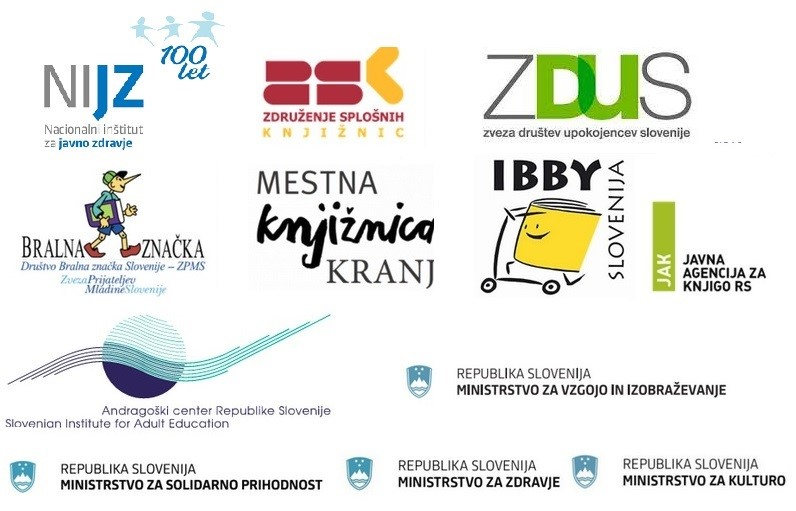 NIJZ
100
let
Nacionalni inštitut
za javno zdravje
ZSK
ZDRUŽENJE SPLOŠNIH
KNJIŽNIC
ZDUS
zveza društev upokojencev slovenije
BRALNA ZNAČKA
Društvo Bralna značka Slovenije – ZPMS
Zveza Prijateljev
Mladine Slovenije
MESTNA
knjižnica
KRANJ
IBBY
SLOVENIJA
JAK
JAVNA
AGENCIJA ZA
KNJIGO RS
Andragoški center Republike Slovenije
Slovenian Institute for Adult Education
REPUBLIKA SLOVENIJA
MINISTRSTVO ZA VZGOJO IN IZOBRAŽEVANJE
REPUBLIKA SLOVENIJA
MINISTRSTVO ZA SOLIDARNO PRIHODNOST
REPUBLIKA SLOVENIJA
MINISTRSTVO ZA ZDRAVJE
REPUBLIKA SLOVENIJA
MINISTRSTVO ZA KULTURO